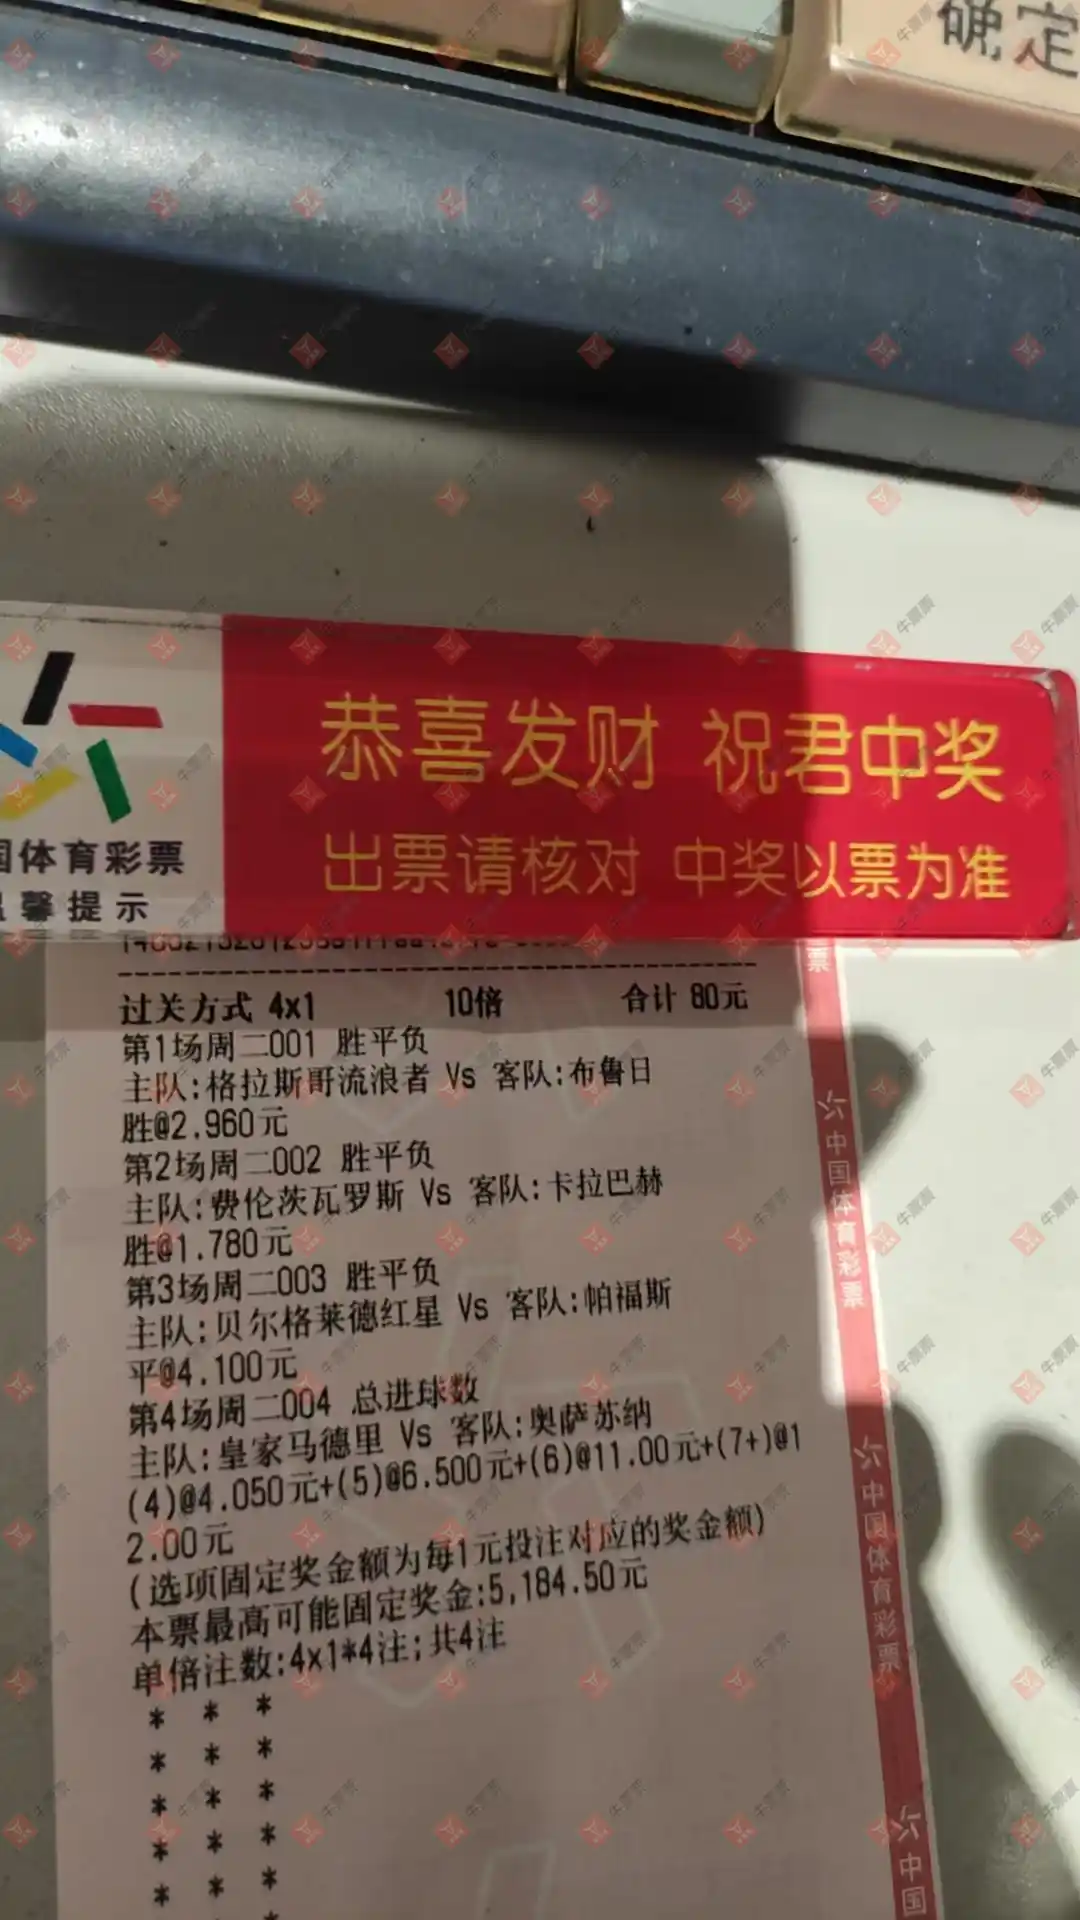 确定
恭喜发财 祝君中奖
出票请核对 中奖以票为准
国体育彩票
馨提示
过关方式 4x1 10倍 合计 80元
第1场周二001 胜平负
主队:格拉斯哥流浪者 Vs 客队:布鲁日
胜@2.960元
第2场周二002 胜平负
主队:费伦茨瓦罗斯 Vs 客队:卡拉巴赫
胜@1.780元
第3场周二003 胜平负
主队:贝尔格莱德红星 Vs 客队:帕福斯
平@4.100元
第4场周二004 总进球数
主队:皇家马德里 Vs 客队:奥萨苏纳
(4)@4.050元+(5)@6.500元+(6)@11.00元+(7+)@1
2.00元
(选项固定奖金额为每1元投注对应的奖金额)
本票最高可能固定奖金:5,184.50元
单倍注数:4x1*4注;共4注
* * *
* * *
* * *
* * *
* * *
票
中国体育彩票
中国体育彩票
中国
牛票票